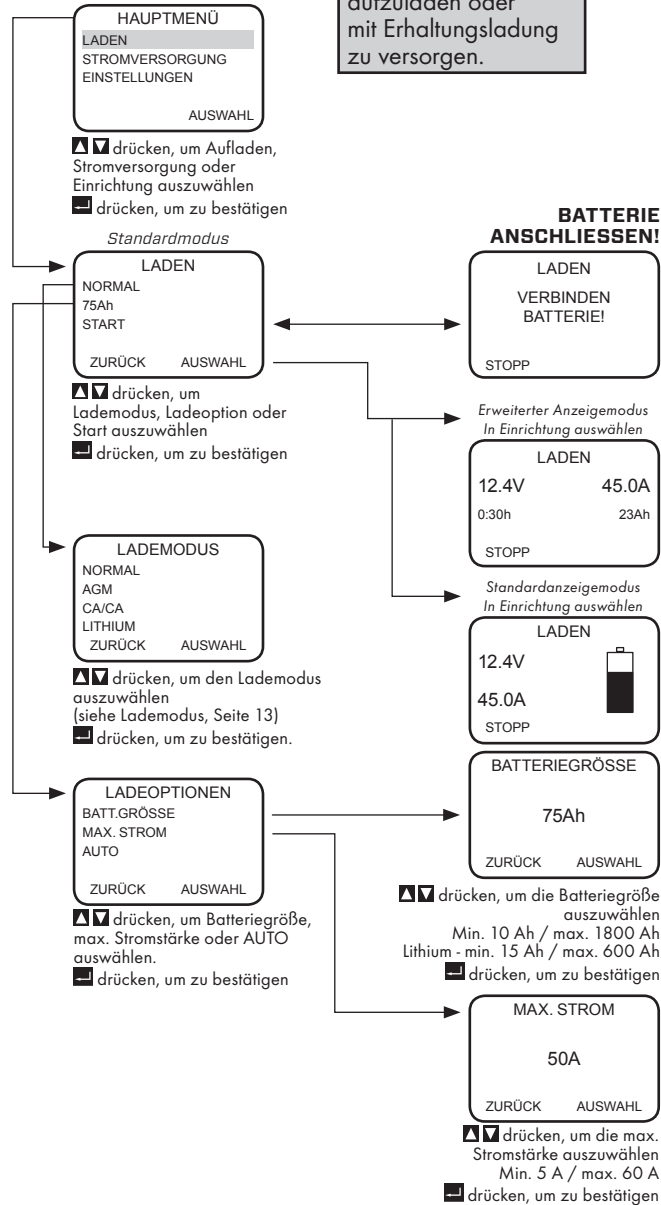 aufzuladen oder
mit Erhaltungsladung
zu versorgen.
HAUPTMENÜ
LADEN
STROMVERSORGUNG
EINSTELLUNGEN
AUSWAHL
drücken, um Aufladen,
Stromversorgung oder
Einrichtung auszuwählen
drücken, um zu bestätigen
Standardmodus
LADEN
NORMAL
75Ah
START
ZURÜCK AUSWAHL
drücken, um
Lademodus, Ladeoption oder
Start auszuwählen
drücken, um zu bestätigen
BATTERIE
ANSCHLIESSEN!
LADEN
VERBINDEN
BATTERIE!
STOPP
Erweiterter Anzeigemodus
In Einrichtung auswählen
LADEN
12.4V 45.0A
0:30h 23Ah
STOPP
LADEMODUS
NORMAL
AGM
CA/CA
LITHIUM
ZURÜCK AUSWAHL
drücken, um den Lademodus
auszuwählen
(siehe Lademodus, Seite 13)
drücken, um zu bestätigen.
Standardanzeigemodus
In Einrichtung auswählen
LADEN
12.4V
45.0A
STOPP
LADEOPTIONEN
BATT.GRÖSSE
MAX. STROM
AUTO
ZURÜCK AUSWAHL
drücken, um Batteriegröße,
max. Stromstärke oder AUTO
auswählen.
drücken, um zu bestätigen
BATTERIEGRÖSSE
75Ah
ZURÜCK AUSWAHL
drücken, um die Batteriegröße
auszuwählen
Min. 10 Ah / max. 1800 Ah
Lithium - min. 15 Ah / max. 600 Ah
drücken, um zu bestätigen
MAX. STROM
50A
ZURÜCK AUSWAHL
drücken, um die max.
Stromstärke auszuwählen
Min. 5 A / max. 60 A
drücken, um zu bestätigen